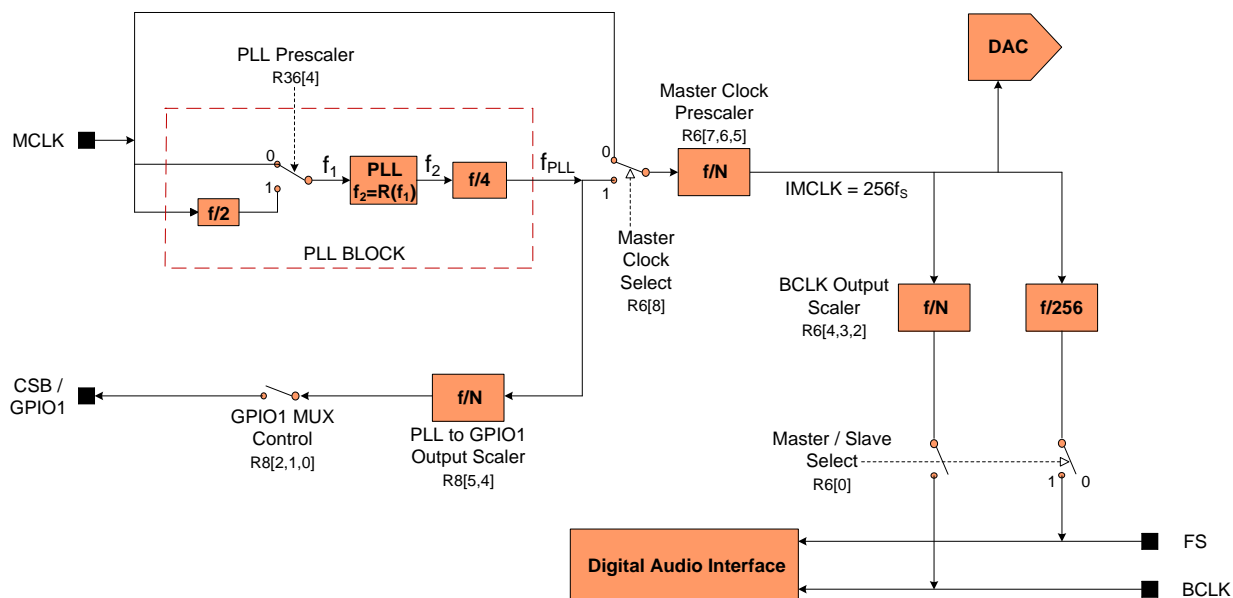 DAC
PLL Prescaler
R36[4]
Master Clock
Prescaler
R6[7,6,5]
MCLK
0
1
f/2
f1
PLL
f2=R(f1)
f2
f/4
fPLL
PLL BLOCK
0
1
f/N
IMCLK = 256fS
Master
Clock
Select
R6[8]
BCLK Output
Scaler
R6[4,3,2]
f/N
f/256
CSB /
GPIO1
GPIO1 MUX
Control
R8[2,1,0]
f/N
PLL to GPIO1
Output Scaler
R8[5,4]
Master / Slave
Select
R6[0]
1
0
Digital Audio Interface
FS
BCLK